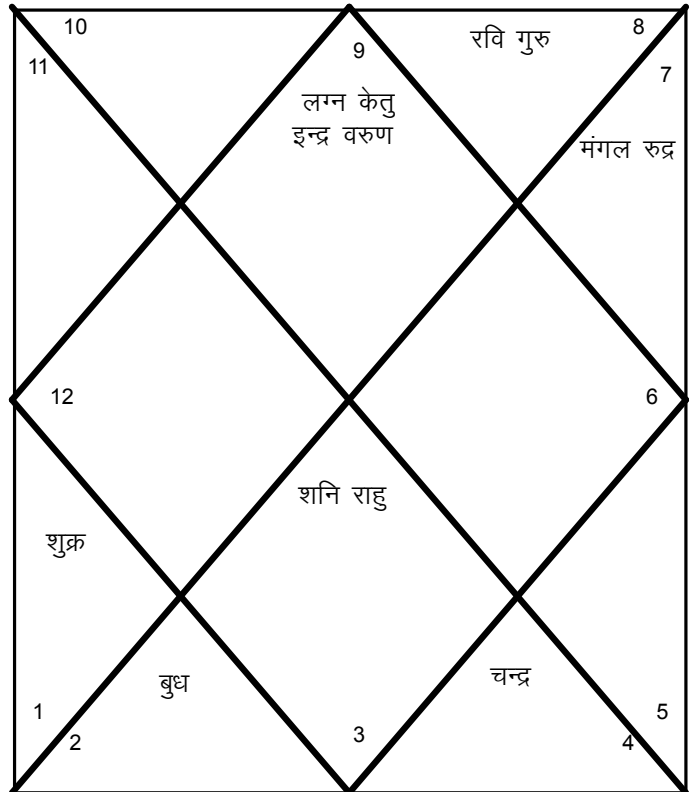 10
9
रवि गुरु
8
11
7
लग्न केतु
इन्द्र वरुण
मंगल रुद्र
12
6
शनि राहु
शुक्र
बुध
चन्द्र
1
5
2
3
4